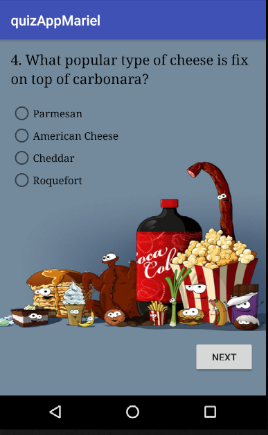 quizAppMariel
4. What popular type of cheese is fix
on top of carbonara?
Parmesan
American Cheese
Cheddar
Roquefort
oca
Col
NEXT